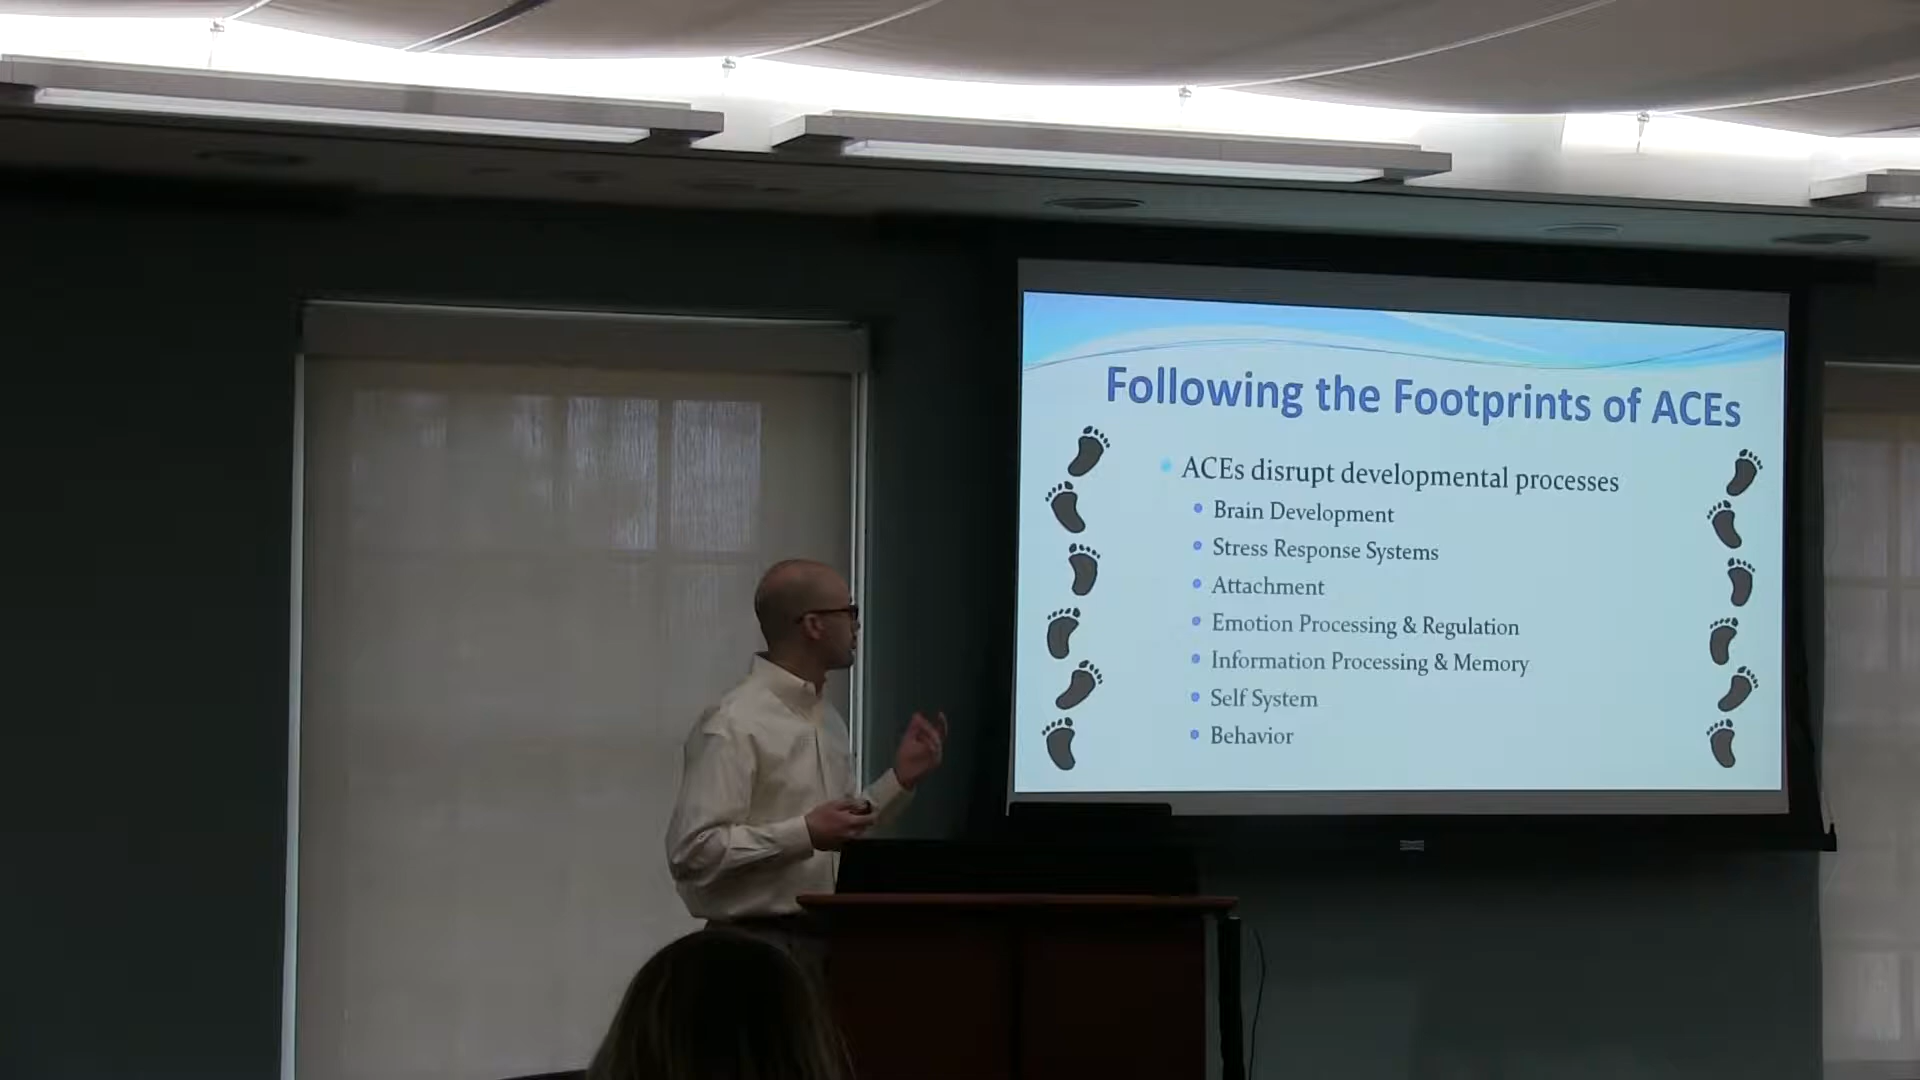 Following the Footprints of ACEs
ACEs disrupt developmental processes
Brain Development
Stress Response Systems
Attachment
Emotion Processing & Regulation
Information Processing & Memory
Self System
Behavior